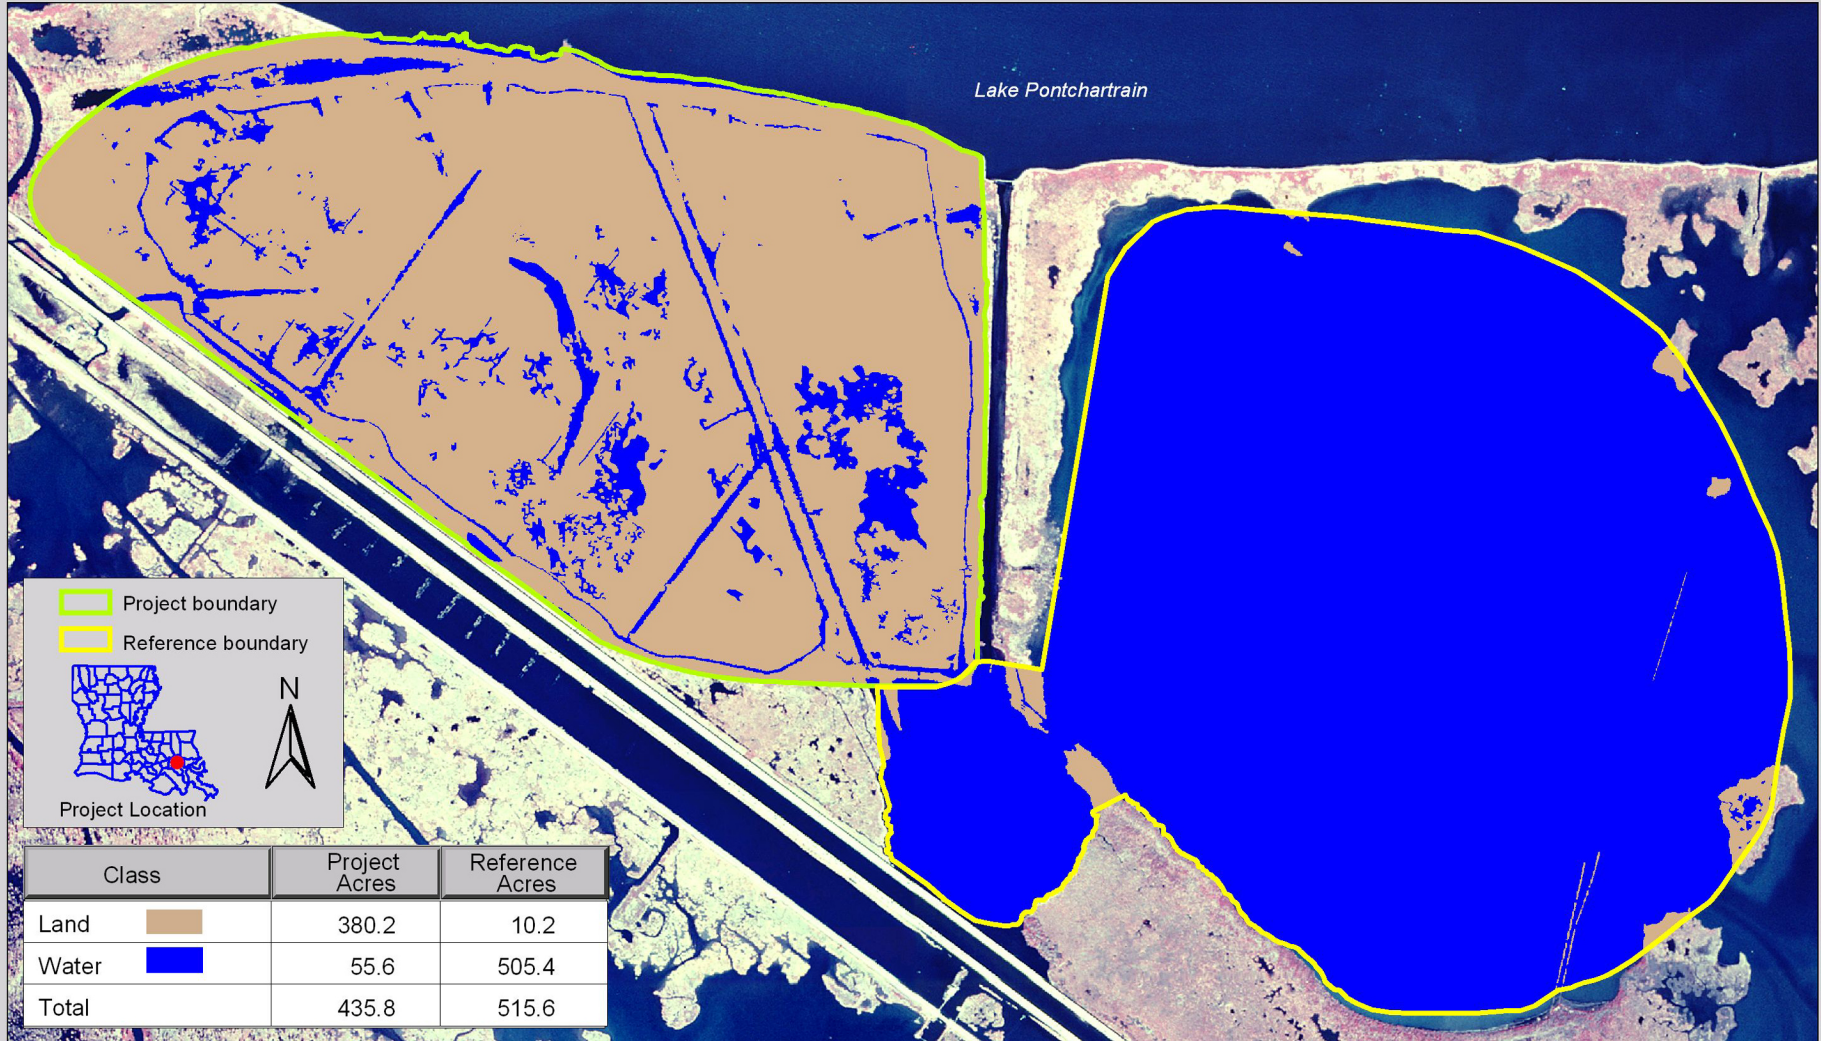 Lake Pontchartrain
Project boundary
Reference boundary
N
Project Location
Class Project Acres Reference Acres
Land 380.2 10.2
Water 55.6 505.4
Total 435.8 515.6